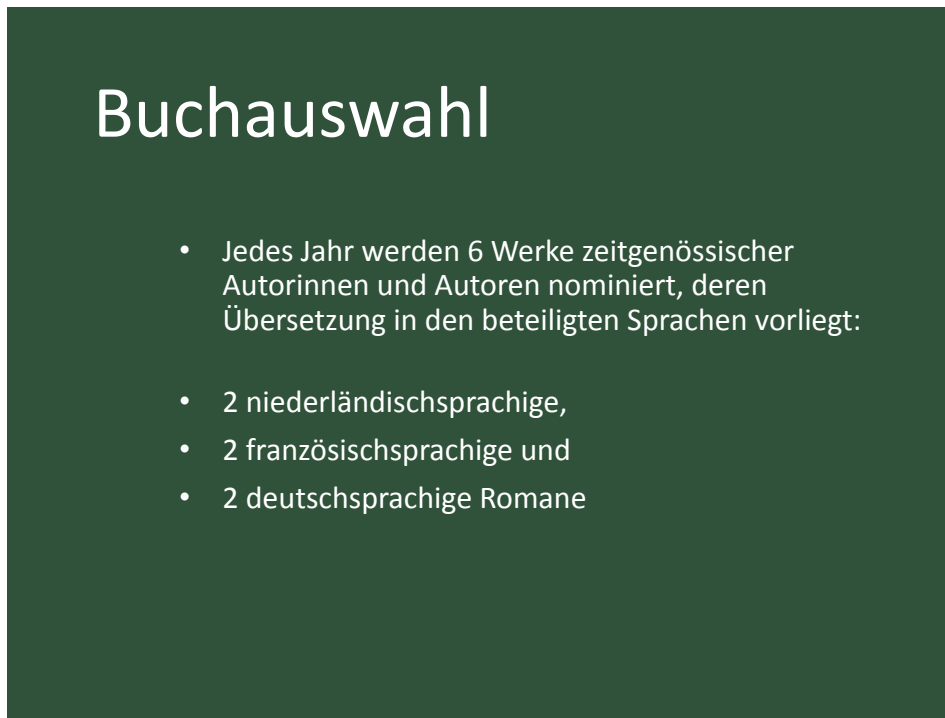 Buchauswahl
• Jedes Jahr werden 6 Werke zeitgenössischer
Autorinnen und Autoren nominiert, deren
Übersetzung in den beteiligten Sprachen vorliegt:
• 2 niederländischsprachige,
• 2 französischsprachige und
• 2 deutschsprachige Romane